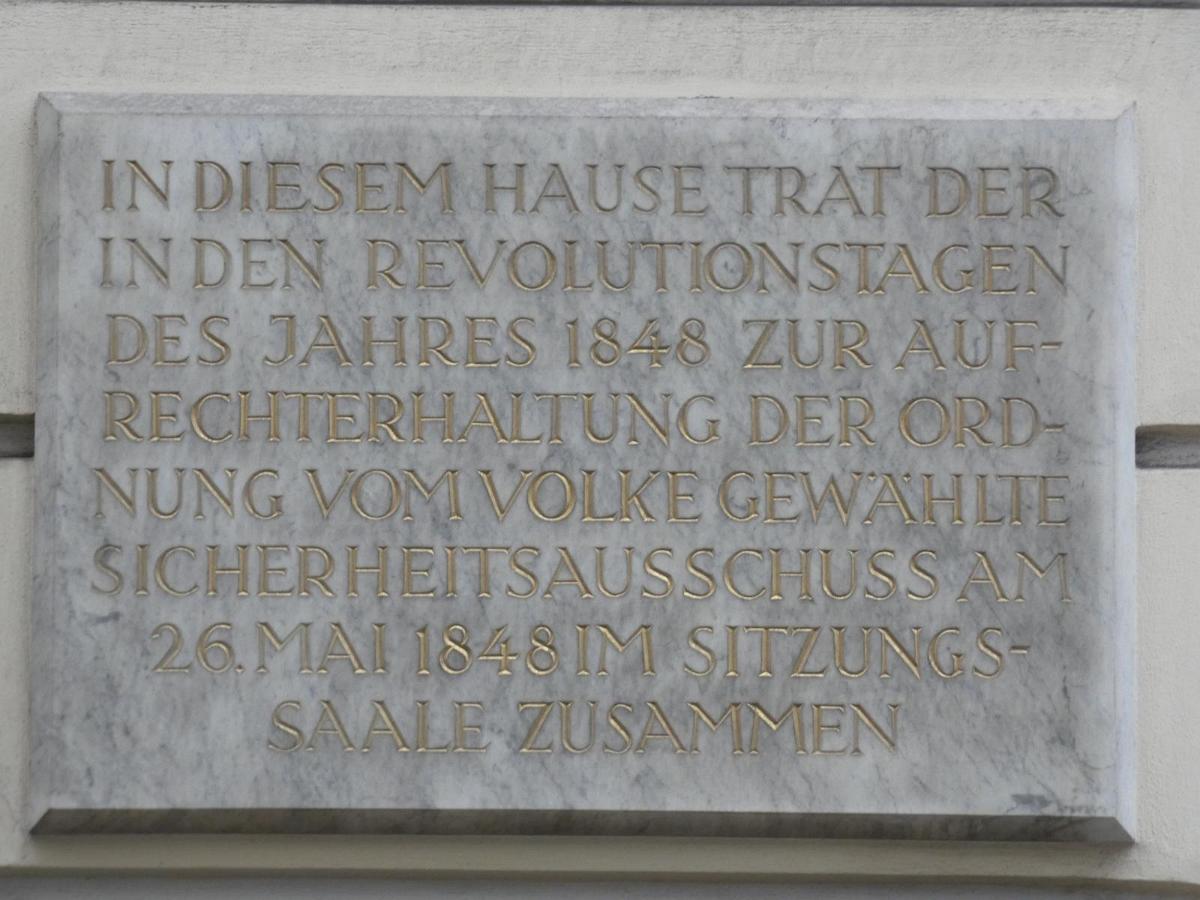 IN DIESEM HAUSE TRAT DER
IN DEN REVOLUTIONSTAGEN
DES JAHRES 1848 ZUR AUF-
RECHTERHALTUNG DER ORD-
NUNG VOM VOLKE GEWÄHLTE
SICHERHEITSAUSSCHUSS AM
26. MAI 1848 IM SITZUNGS-
SAALE ZUSAMMEN